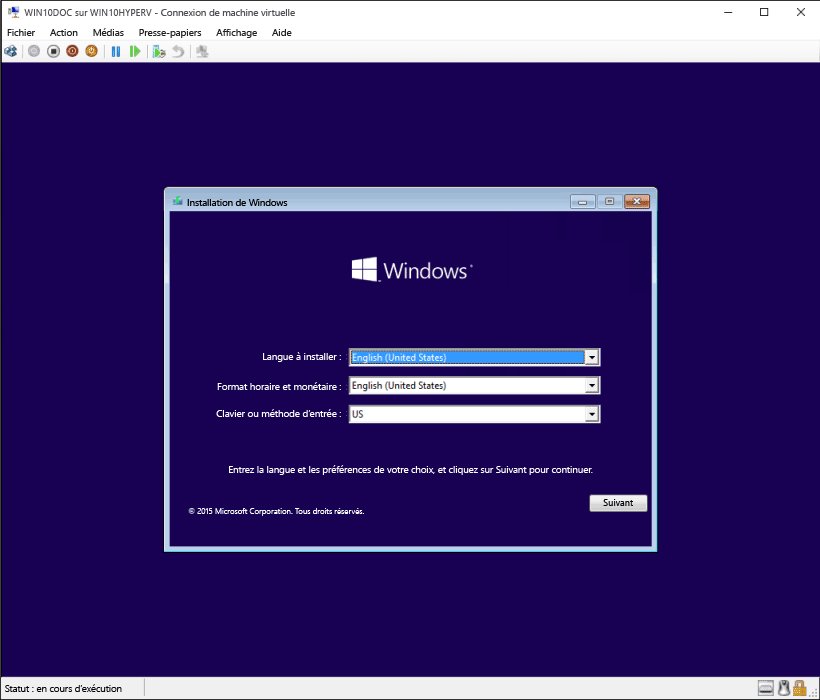 WIN10DOC sur WIN10HYPERV - Connexion de machine virtuelle
Fichier Action Médias Presse-papiers Affichage Aide
Installation de Windows
Windows
Langue à installer : English (United States)
Format horaire et monétaire : English (United States)
Clavier ou méthode d'entrée : US
Entrez la langue et les préférences de votre choix, et cliquez sur Suivant pour continuer.
Suivant
© 2015 Microsoft Corporation. Tous droits réservés.
Statut : en cours d'exécution